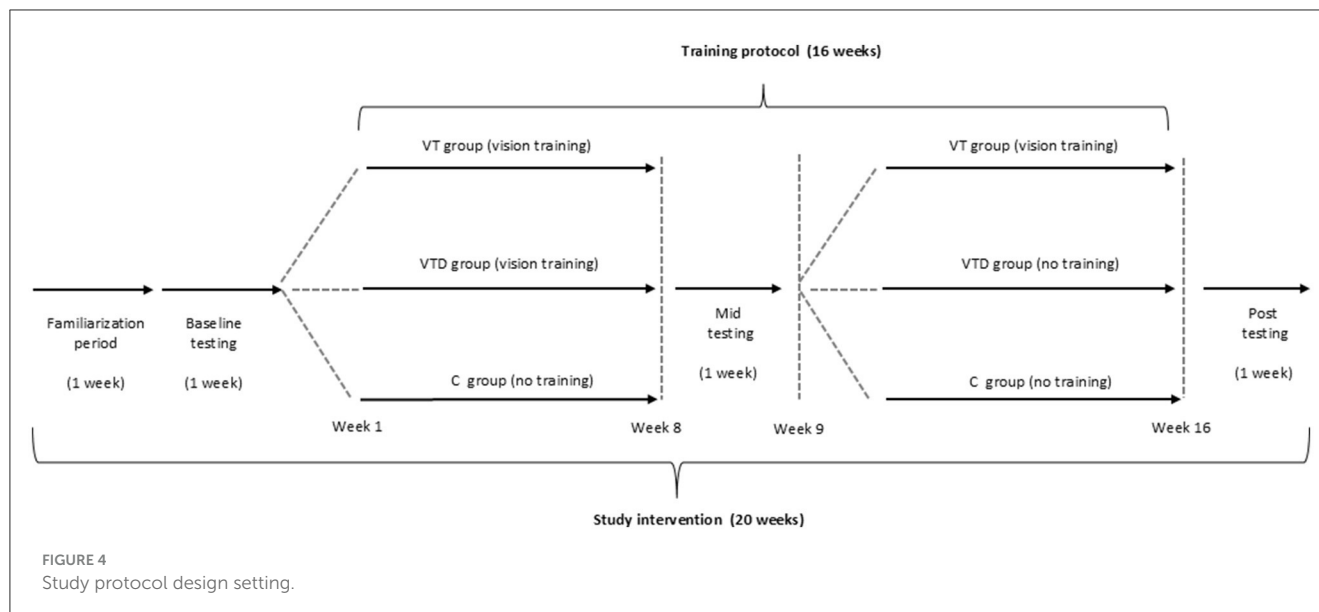 Training protocol (16 weeks)
VT group (vision training)
VT group (vision training)
VTD group (vision training)
VTD group (no training)
Familiarization
period
(1 week)
Baseline
testing
(1 week)
Mid
testing
(1 week)
Post
testing
(1 week)
C group (no training)
C group (no training)
Week 1
Week 8
Week 9
Week 16
Study intervention (20 weeks)
FIGURE 4
Study protocol design setting.